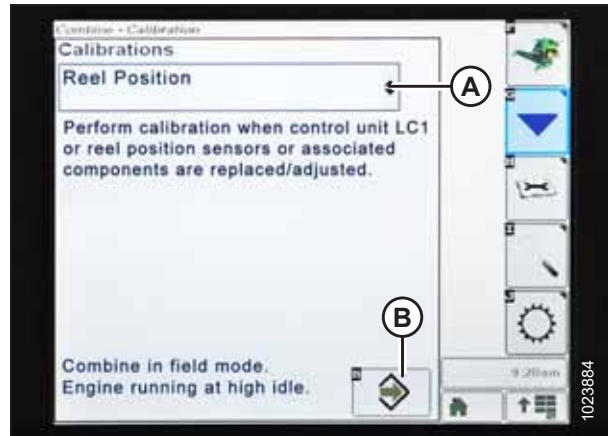 Combine - Calibration
Calibrations
Reel Position
A
Perform calibration when control unit LC1
or reel position sensors or associated
components are replaced/adjusted.
B
Combine in field mode.
Engine running at high idle.
9:20am
1023884